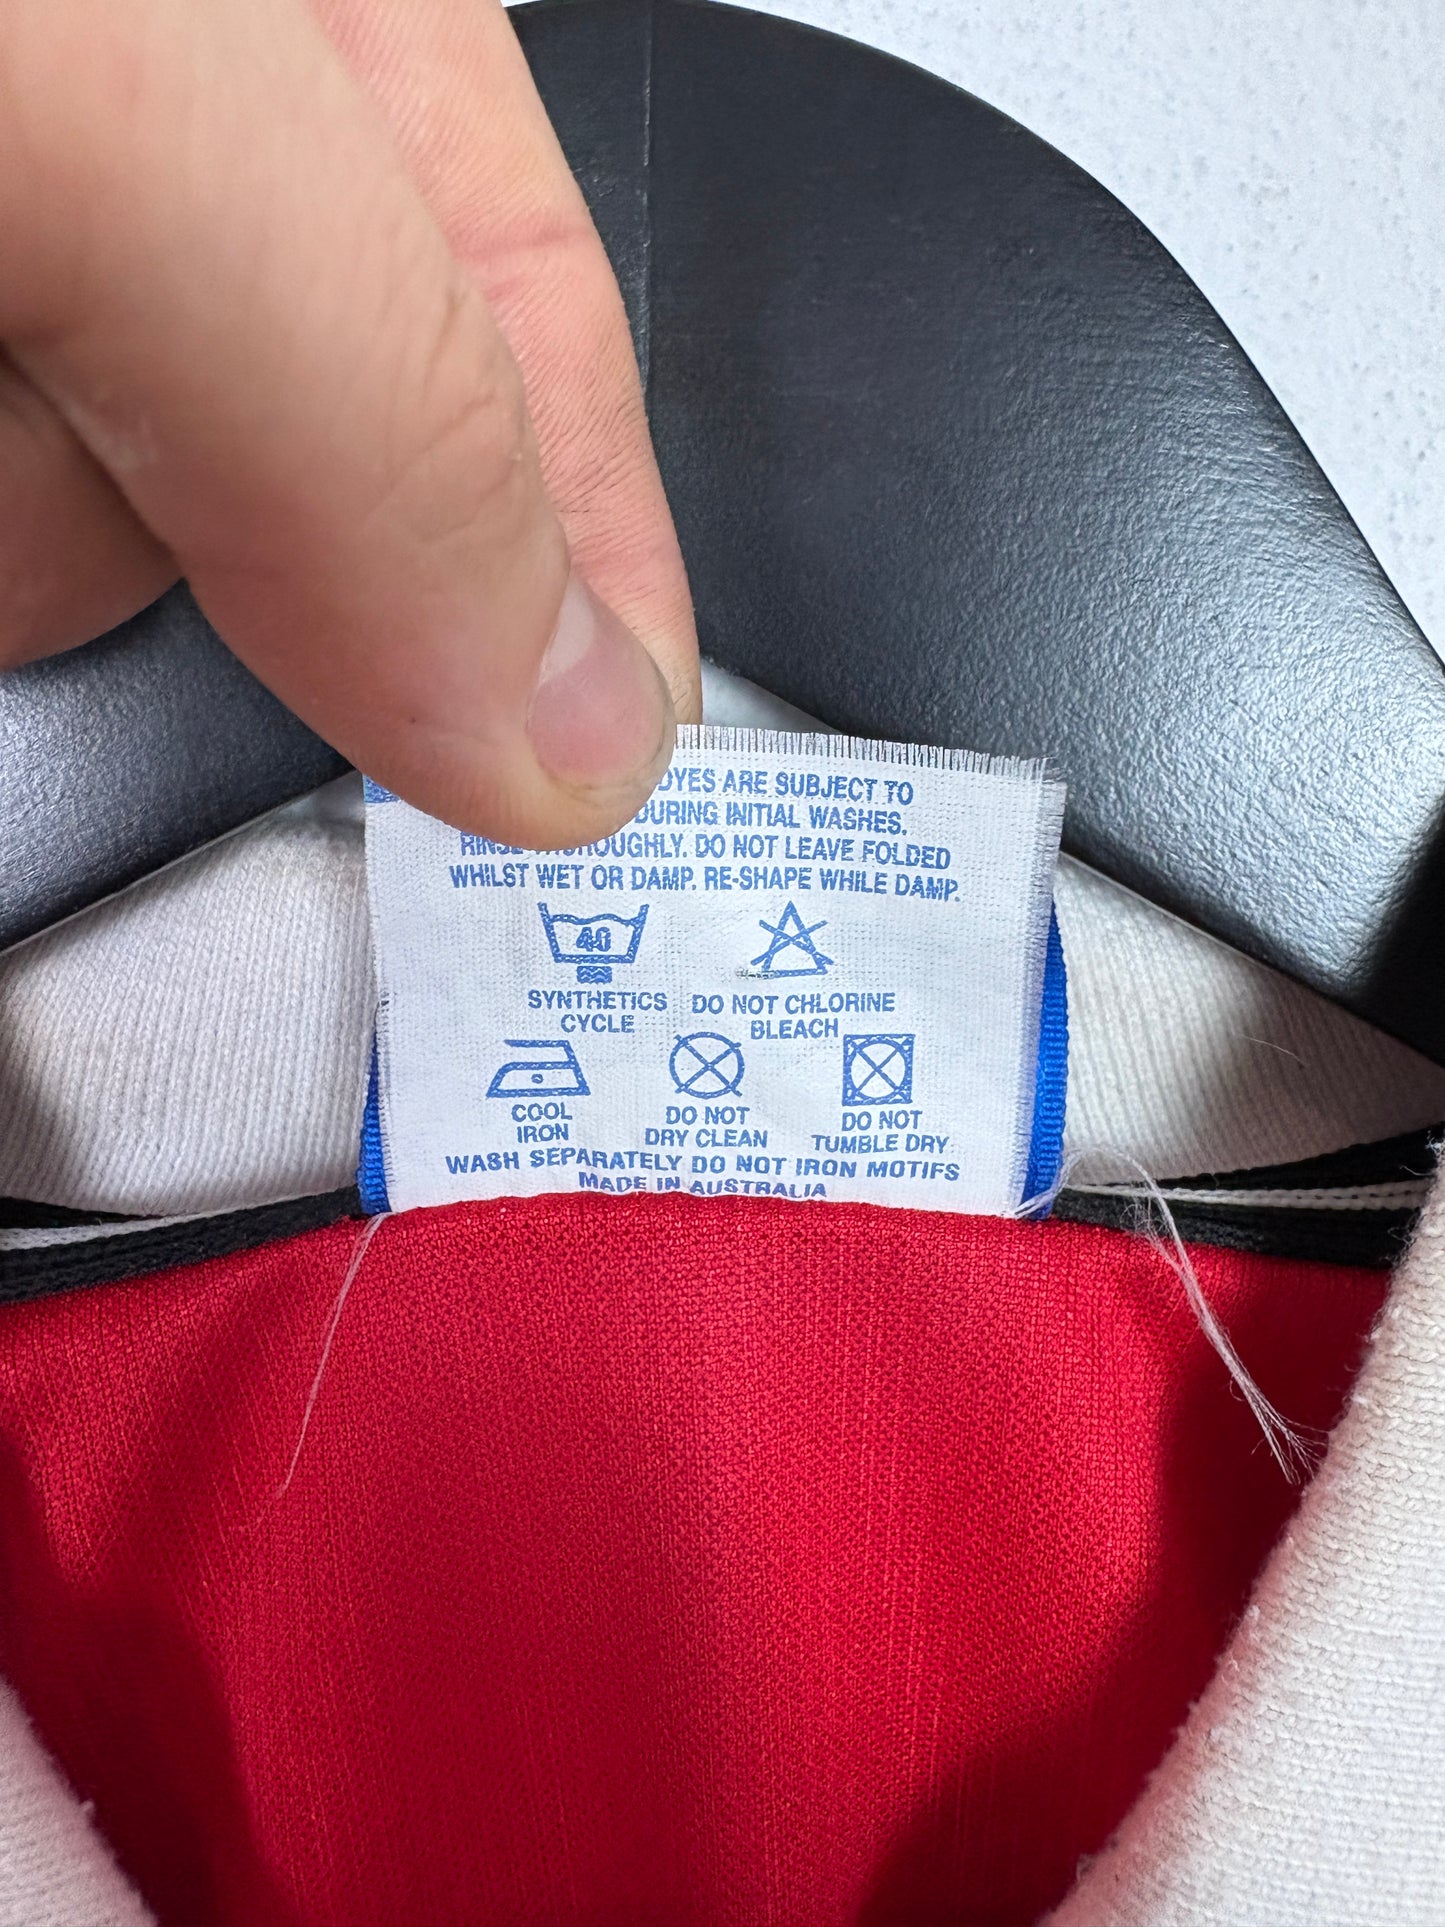 DYES ARE SUBJECT TO
DURING INITIAL WASHES.
RINSE THOROUGHLY. DO NOT LEAVE FOLDED
WHILST WET OR DAMP. RE-SHAPE WHILE DAMP.
40
SYNTHETICS
CYCLE
DO NOT CHLORINE
BLEACH
COOL
IRON
DO NOT
DRY CLEAN
DO NOT
TUMBLE DRY
WASH SEPARATELY DO NOT IRON MOTIFS
MADE IN AUSTRALIA